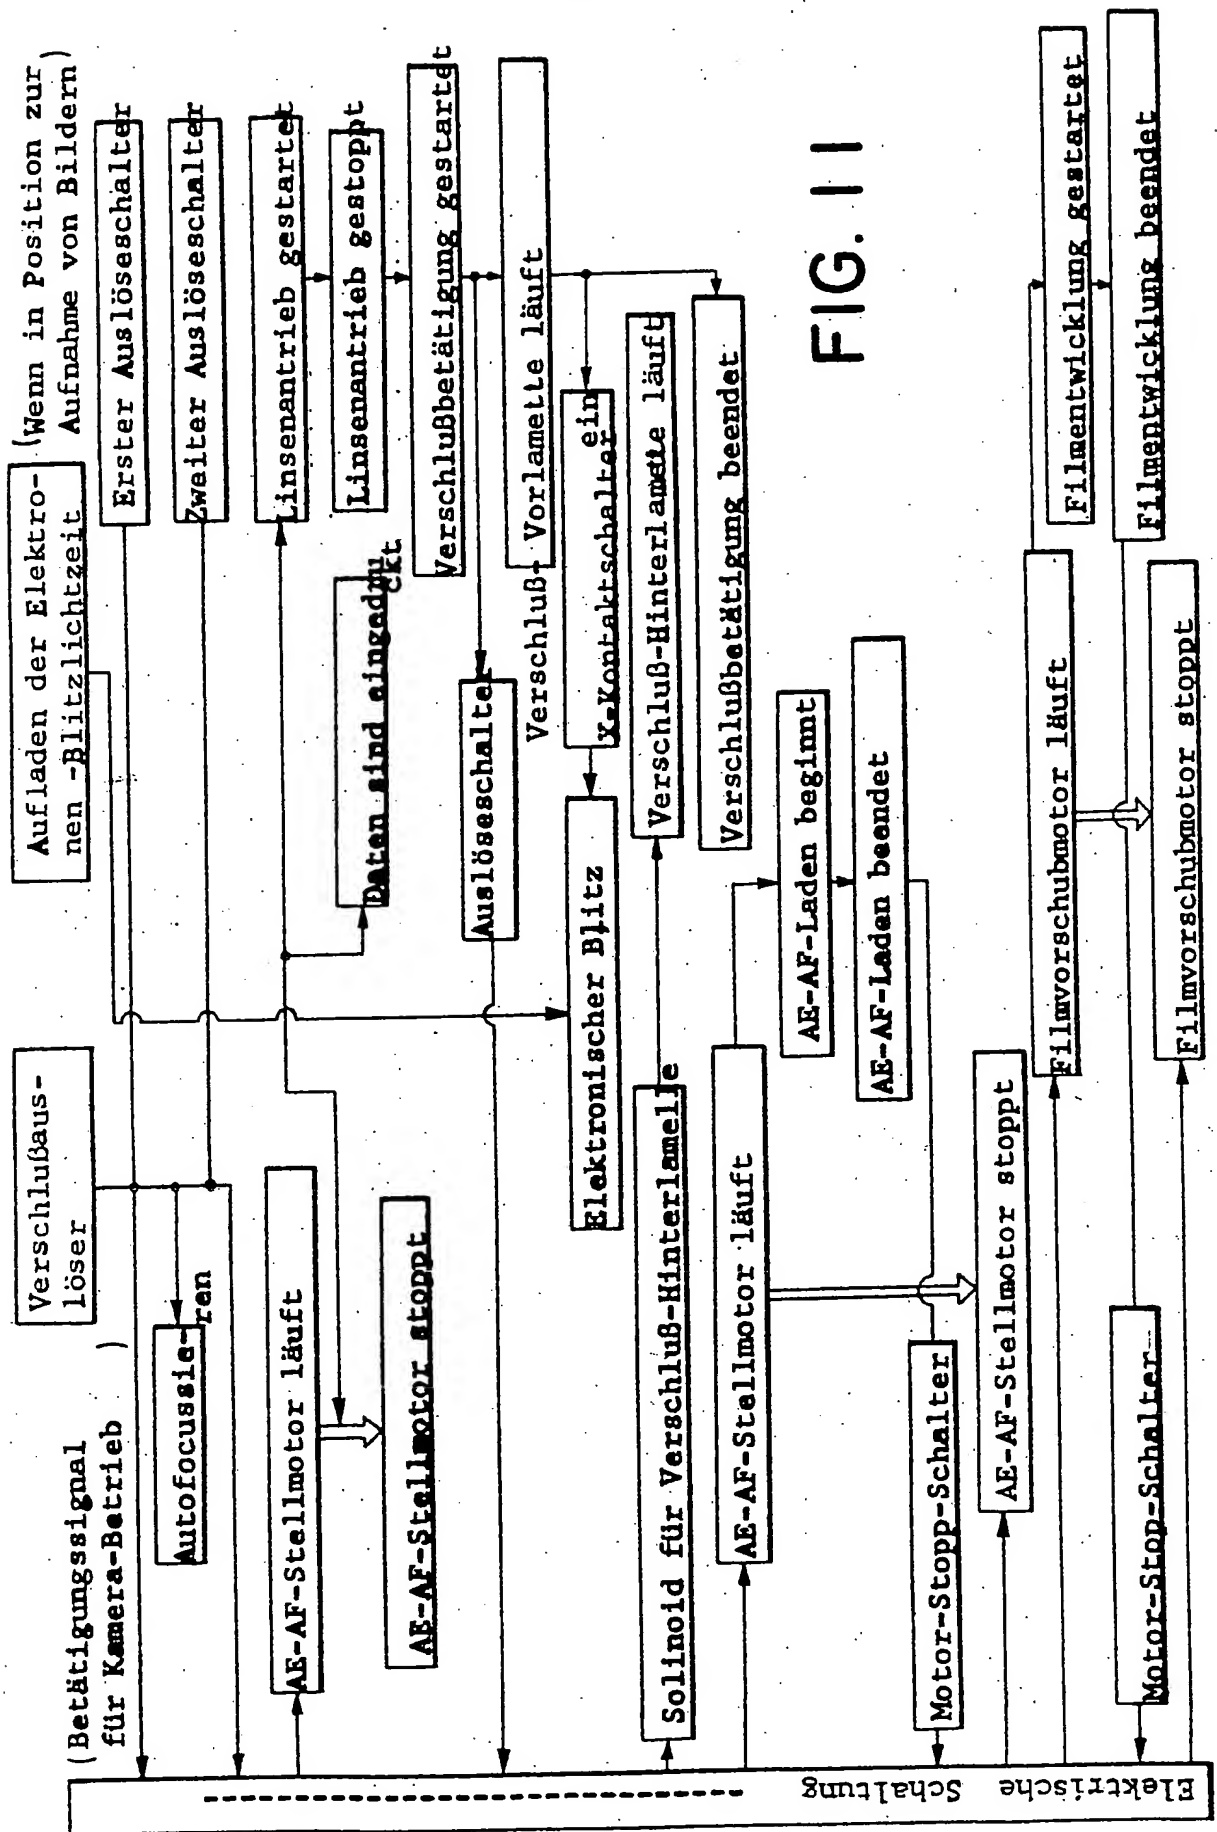 (Betätigungssignal
für Kamera-Betrieb)
Verschlußaus-
löser
Aufladen der Elektro-
nen-Blitzlichtzeit
(Wenn in Position zur
Aufnahme von Bildern)
Erster Auslöseschalter
Autofocussie-
ren
Zweiter Auslöseschalter
AE-AF-Stellmotor läuft
Linsenantrieb gestartet
AE-AF-Stellmotor stoppt
Daten sind eingedru
ckt
Linsenantrieb gestoppt
Verschlußbetätigung gestartet
Auslöseschalter
Verschluß- Vorlamette läuft
Elektronischer Blitz
ein
X-Kontaktschalter
Solinoid für Verschluß-Hinterlamelle
Verschluß-Hinterlamette läuft
Verschlußbetätigung beendet
AE-AF-Stellmotor läuft
AE-AF-Laden beginnt
AE-AF-Laden beendet
Motor-Stopp-Schalter
AE-AF-Stellmotor stoppt
Filmvorschubmotor läuft
Filmentwicklung gestartet
Filmentwicklung beendet
Motor-Stop-Schalter
Filmvorschubmotor stoppt
Elektrische Schaltung
FIG. 11